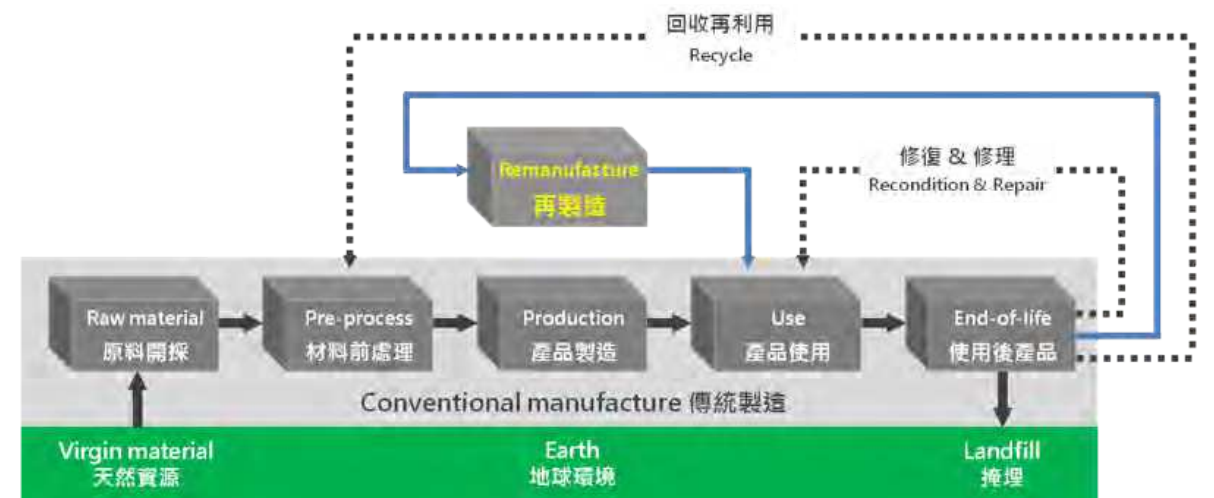 回收再利用
Recycle
Remanufacture
再製造
修復 & 修理
Recondition & Repair
Raw material
原料開採
Pre-process
材料前處理
Production
產品製造
Use
產品使用
End-of-life
使用後產品
Conventional manufacture 傳統製造
Virgin material
天然資源
Earth
地球環境
Landfill
掩埋